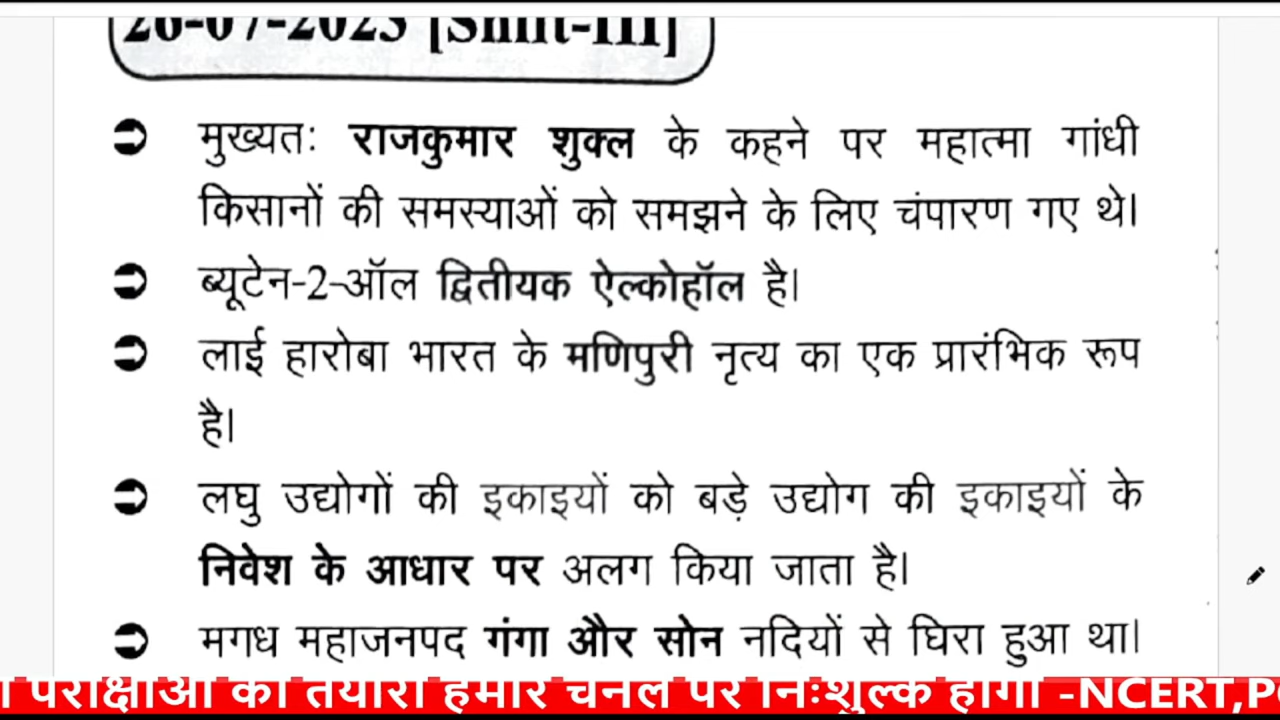 26-07-2023 [Shift-III]
➲ मुख्यतः राजकुमार शुक्ल के कहने पर महात्मा गांधी
किसानों की समस्याओं को समझने के लिए चंपारण गए थे।
➲ ब्यूटेन-2-ऑल द्वितीयक ऐल्कोहॉल है।
➲ लाई हारोबा भारत के मणिपुरी नृत्य का एक प्रारंभिक रूप
है।
➲ लघु उद्योगों की इकाइयों को बड़े उद्योग की इकाइयों के
निवेश के आधार पर अलग किया जाता है।
➲ मगध महाजनपद गंगा और सोन नदियों से घिरा हुआ था।
परीक्षाओं की तैयारी हमारे चैनल पर निःशुल्क होगी -NCERT,